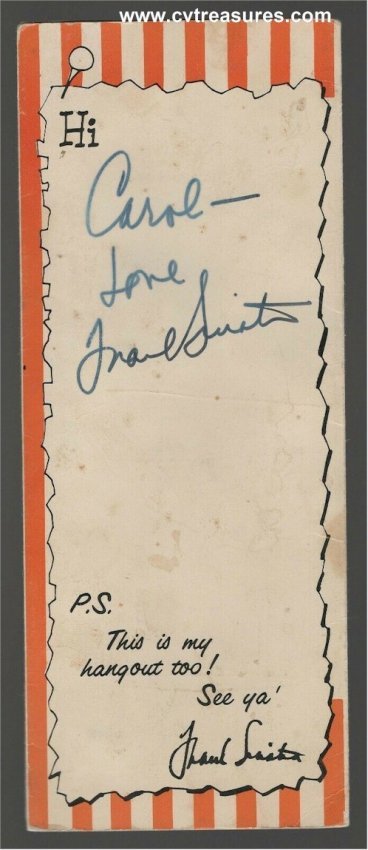 www.cvtreasures.com
Hi
Carol—
Love
Frank Sinatra
P.S.
This is my
hangout too!
See ya'
Frank Sinatra